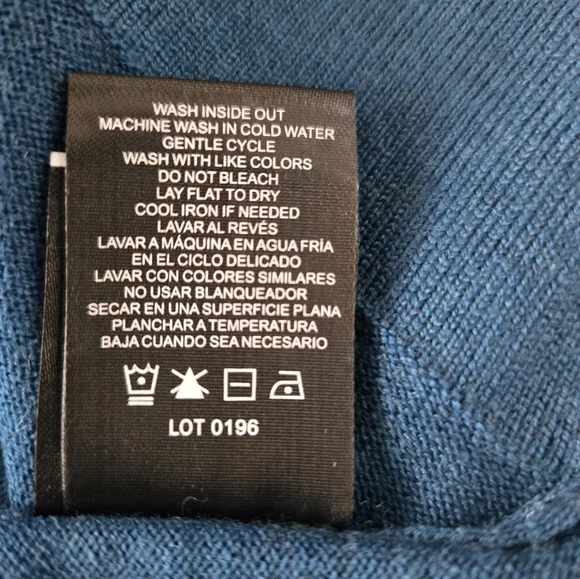 WASH INSIDE OUT
MACHINE WASH IN COLD WATER
GENTLE CYCLE
WASH WITH LIKE COLORS
DO NOT BLEACH
LAY FLAT TO DRY
COOL IRON IF NEEDED
LAVAR AL REVÉS
LAVAR A MÁQUINA EN AGUA FRÍA
EN EL CICLO DELICADO
LAVAR CON COLORES SIMILARES
NO USAR BLANQUEADOR
SECAR EN UNA SUPERFICIE PLANA
PLANCHAR A TEMPERATURA
BAJA CUANDO SEA NECESARIO
LOT 0196